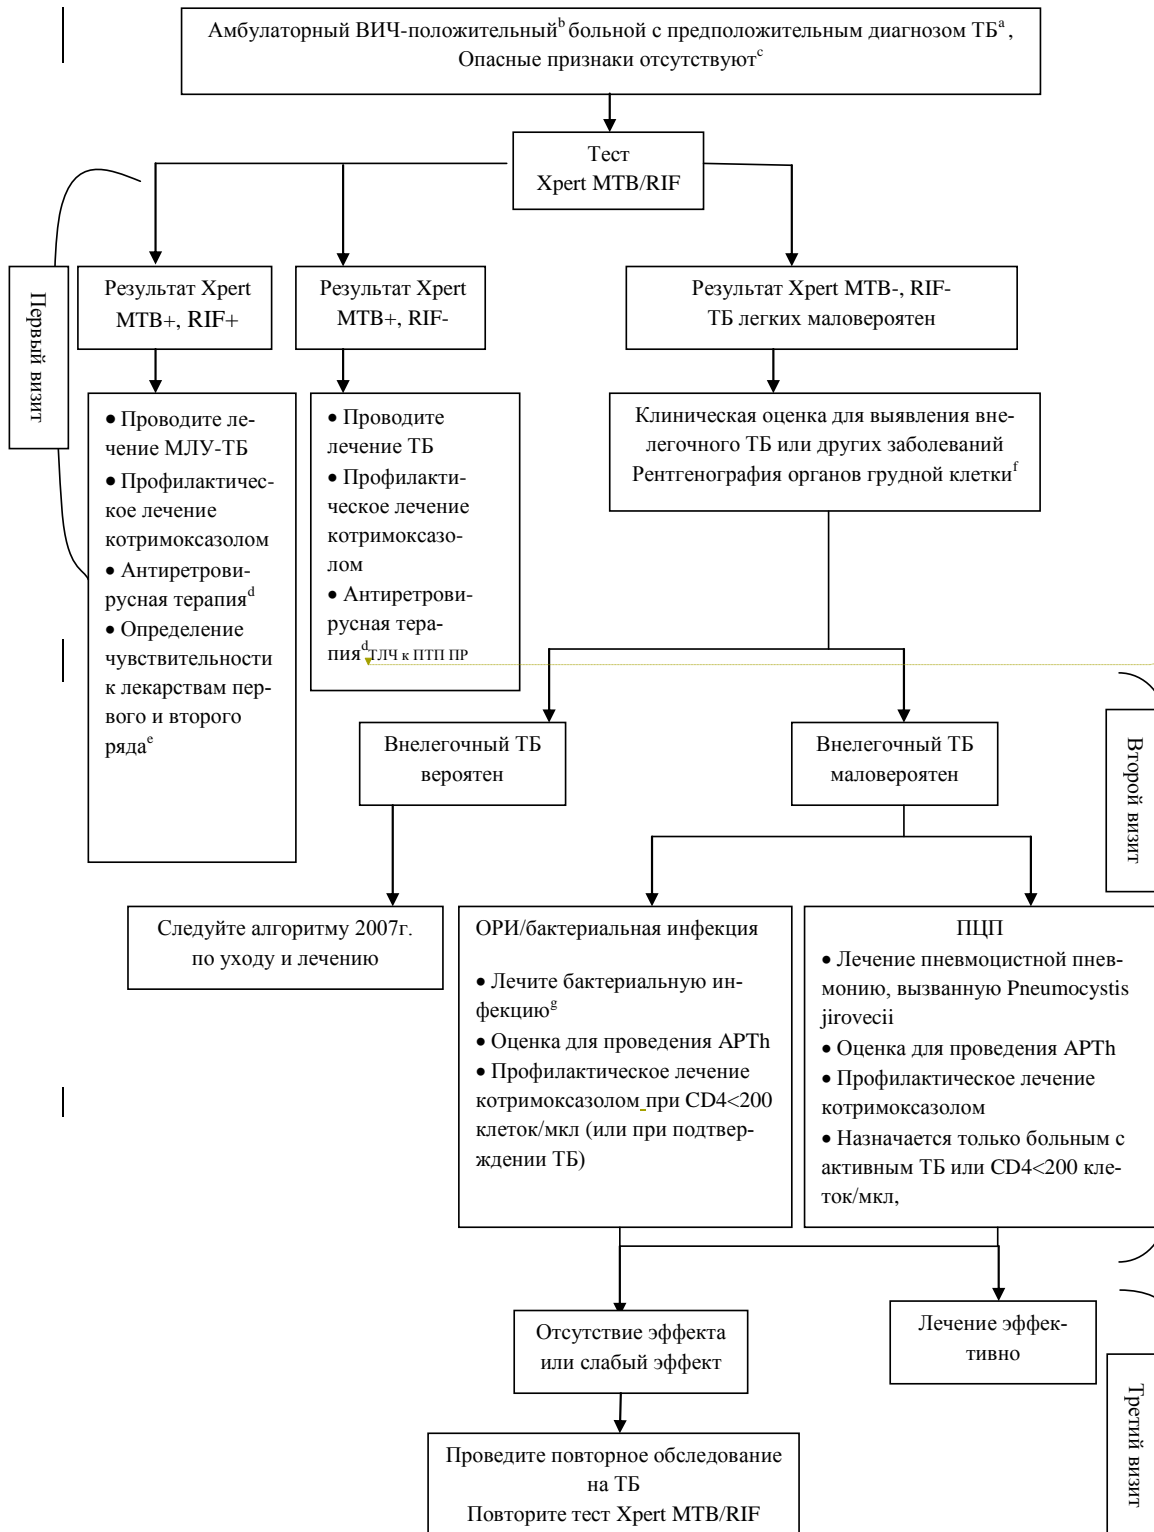 Амбулаторный ВИЧ-положительныйᵇ больной с предположительным диагнозом ТБᵃ ,
Опасные признаки отсутствуютᶜ
Тест
Xpert MTB/RIF
Первый визит
Результат Xpert
MTB+, RIF+
Результат Xpert
MTB+, RIF-
Результат Xpert MTB-, RIF-
ТБ легких маловероятен
• Проводите ле-
чение МЛУ-ТБ
• Профилактичес-
кое лечение
котримоксазолом
• Антиретрови-
русная терапияᵈ
• Определение
чувствительности
к лекарствам пер-
вого и второго
рядаᵉ
• Проводите
лечение ТБ
• Профилакти-
ческое лечение
котримоксазо-
лом
• Антиретрови-
русная тера-
пияᵈ ТЛЧ к ПТП ПР
Клиническая оценка для выявления вне-
легочного ТБ или других заболеваний
Рентгенография органов грудной клеткиᶠ
Внелегочный ТБ
вероятен
Внелегочный ТБ
маловероятен
Второй визит
Следуйте алгоритму 2007г.
по уходу и лечению
ОРИ/бактериальная инфекция
• Лечите бактериальную ин-
фекциюᵍ
• Оценка для проведения АРТh
• Профилактическое лечение
котримоксазолом при CD4<200
клеток/мкл (или при подтвер-
ждении ТБ)
ПЦП
• Лечение пневмоцистной пнев-
монию, вызванную Pneumocystis
jirovecii
• Оценка для проведения АРТh
• Профилактическое лечение
котримоксазолом
• Назначается только больным с
активным ТБ или CD4<200 кле-
ток/мкл,
Отсутствие эффекта
или слабый эффект
Лечение эффек-
тивно
Третий визит
Проведите повторное обследование
на ТБ
Повторите тест Xpert MTB/RIF